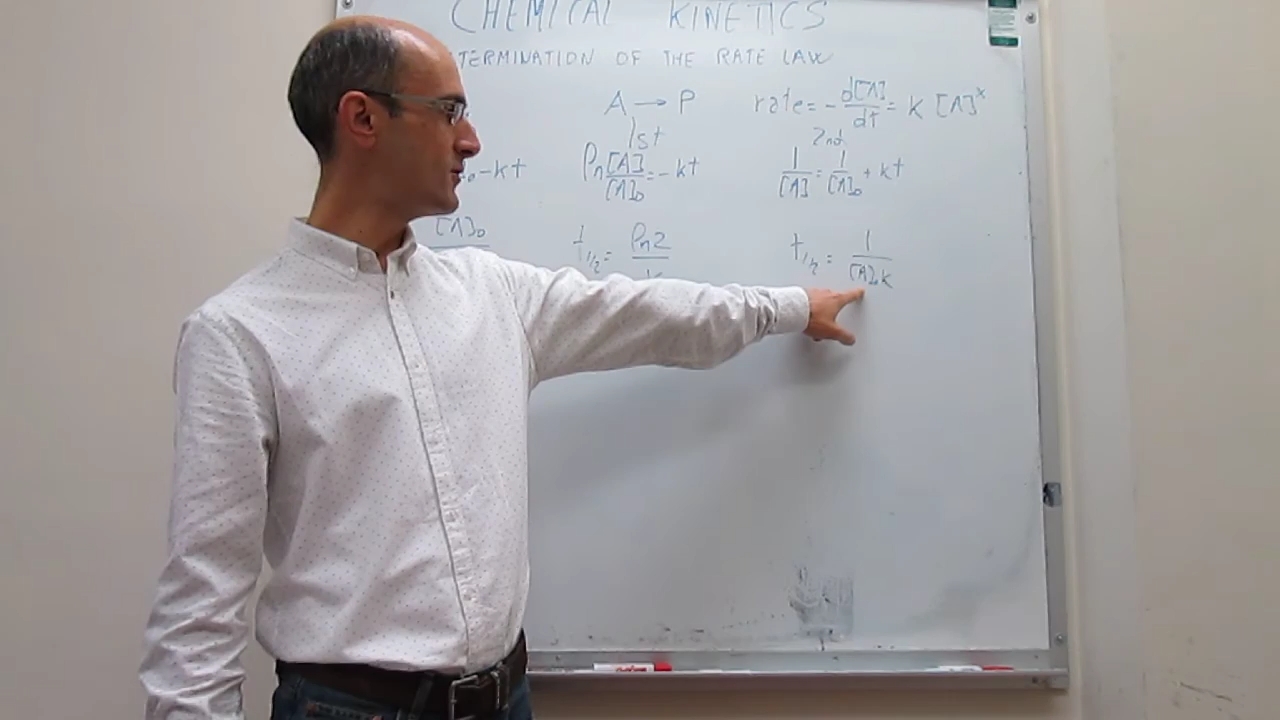 CHEMICAL KINETICS
TERMINATION OF THE RATE LAW
A → P rate = - d[A]/dt = k [A]^x
1st 2nd
₀ - kt ln [A]/[A]₀ = - kt 1/[A] = 1/[A]₀ + kt
[A]₀ t1/2 = ln2/k t1/2 = 1/[A]₀k